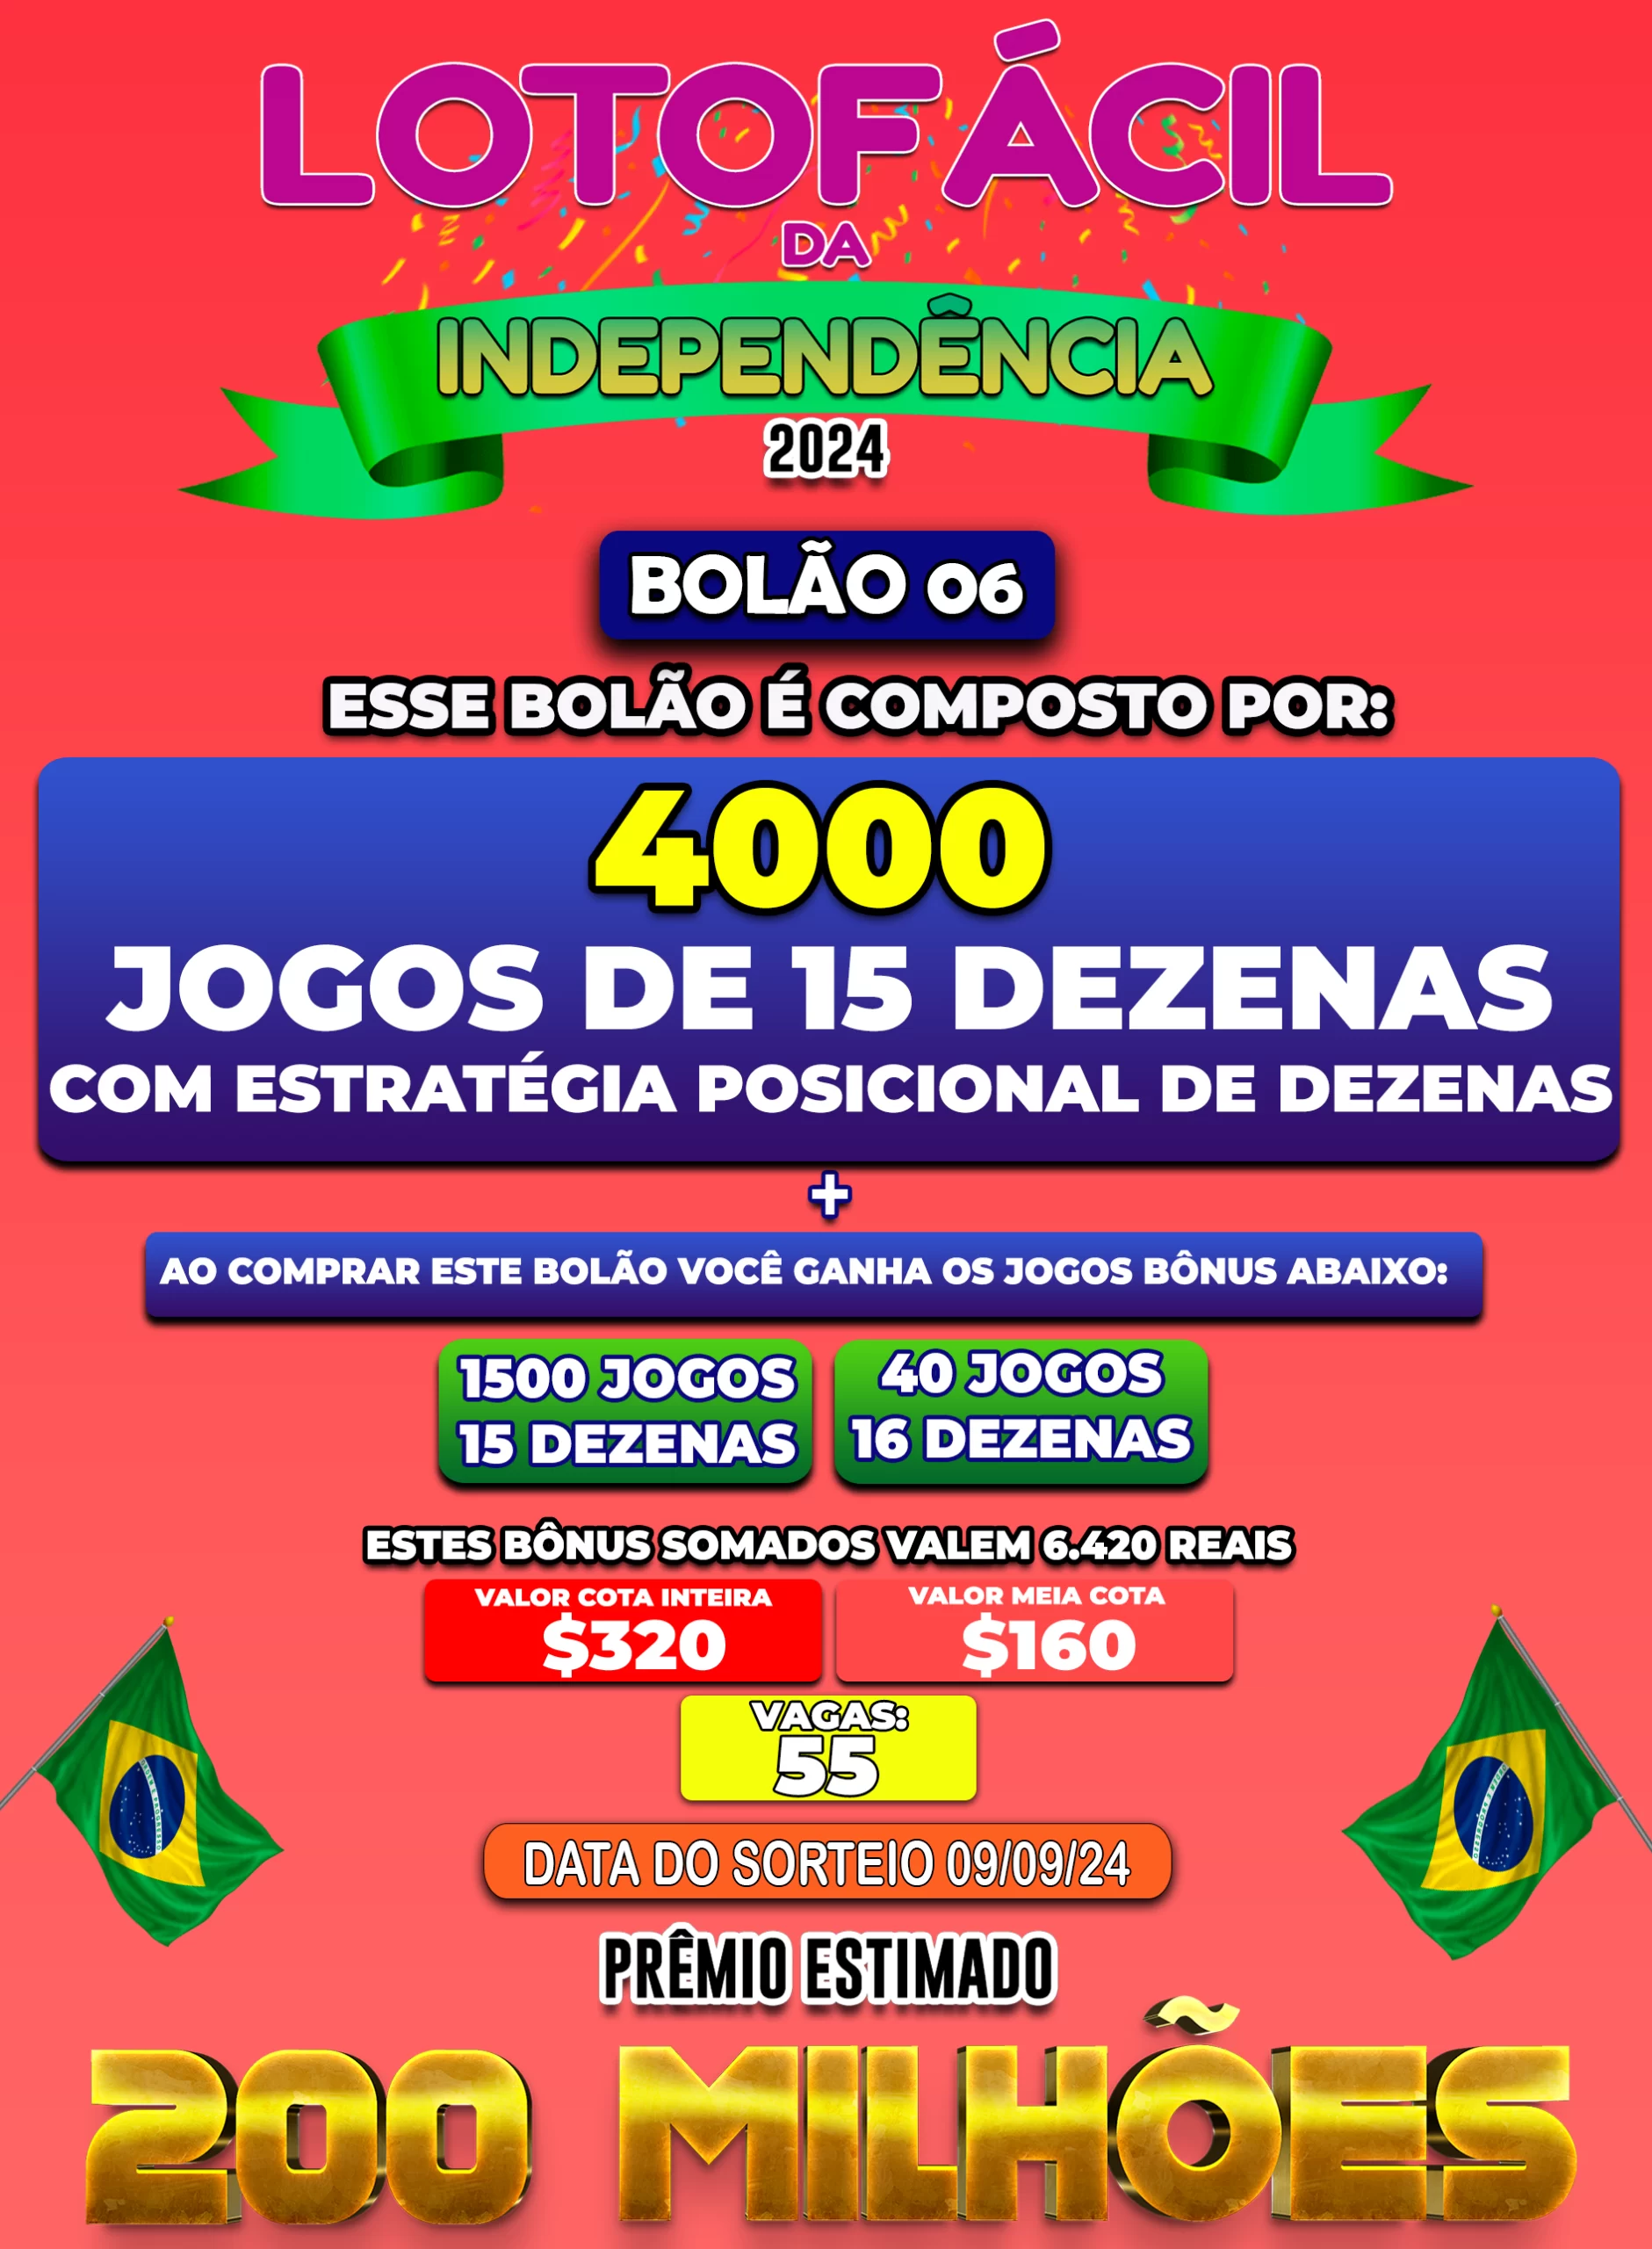 LOTOFÁCIL
DA
INDEPENDÊNCIA
2024
BOLÃO 06
ESSE BOLÃO É COMPOSTO POR:
4000
JOGOS DE 15 DEZENAS
COM ESTRATÉGIA POSICIONAL DE DEZENAS
+
AO COMPRAR ESTE BOLÃO VOCÊ GANHA OS JOGOS BÔNUS ABAIXO:
1500 JOGOS
15 DEZENAS
40 JOGOS
16 DEZENAS
ESTES BÔNUS SOMADOS VALEM 6.420 REAIS
VALOR COTA INTEIRA
$320
VALOR MEIA COTA
$160
VAGAS:
55
DATA DO SORTEIO 09/09/24
PRÊMIO ESTIMADO
200 MILHÕES